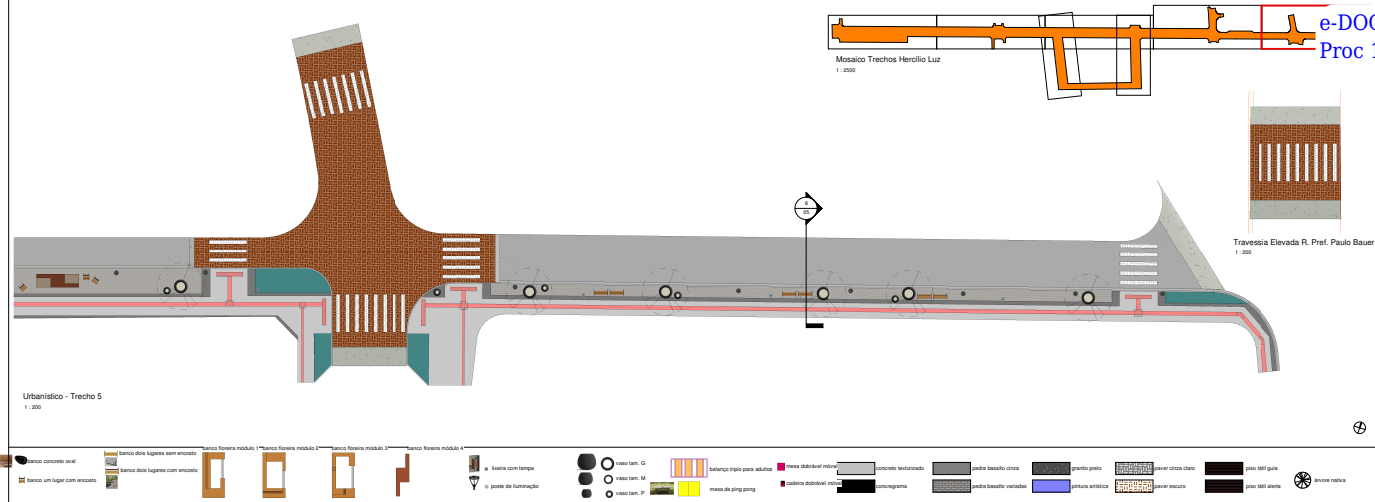 e-DOC
Proc 1
Mosaico Trechos Hercílio Luz
1 : 2500
6
05
Travessia Elevada R. Pref. Paulo Bauer
1 : 200
Urbanístico - Trecho 5
1 : 200
banco concreto oval
banco um lugar com encosto
banco dois lugares sem encosto
banco dois lugares com encosto
banco floreira módulo 1
banco floreira módulo 2
banco floreira módulo 3
banco floreira módulo 4
lixeira com tampa
poste de iluminação
vaso tam. G
vaso tam. M
vaso tam. P
balanço triplo para adultos
mesa de ping pong
mesa dobrável móvel
cadeira dobrável móvel
concreto texturizado
concregrama
pedra basalto cinza
pedra basalto variadas
granito preto
pintura artística
paver cinza claro
paver escuro
piso tátil guia
piso tátil alerta
árvore nativa